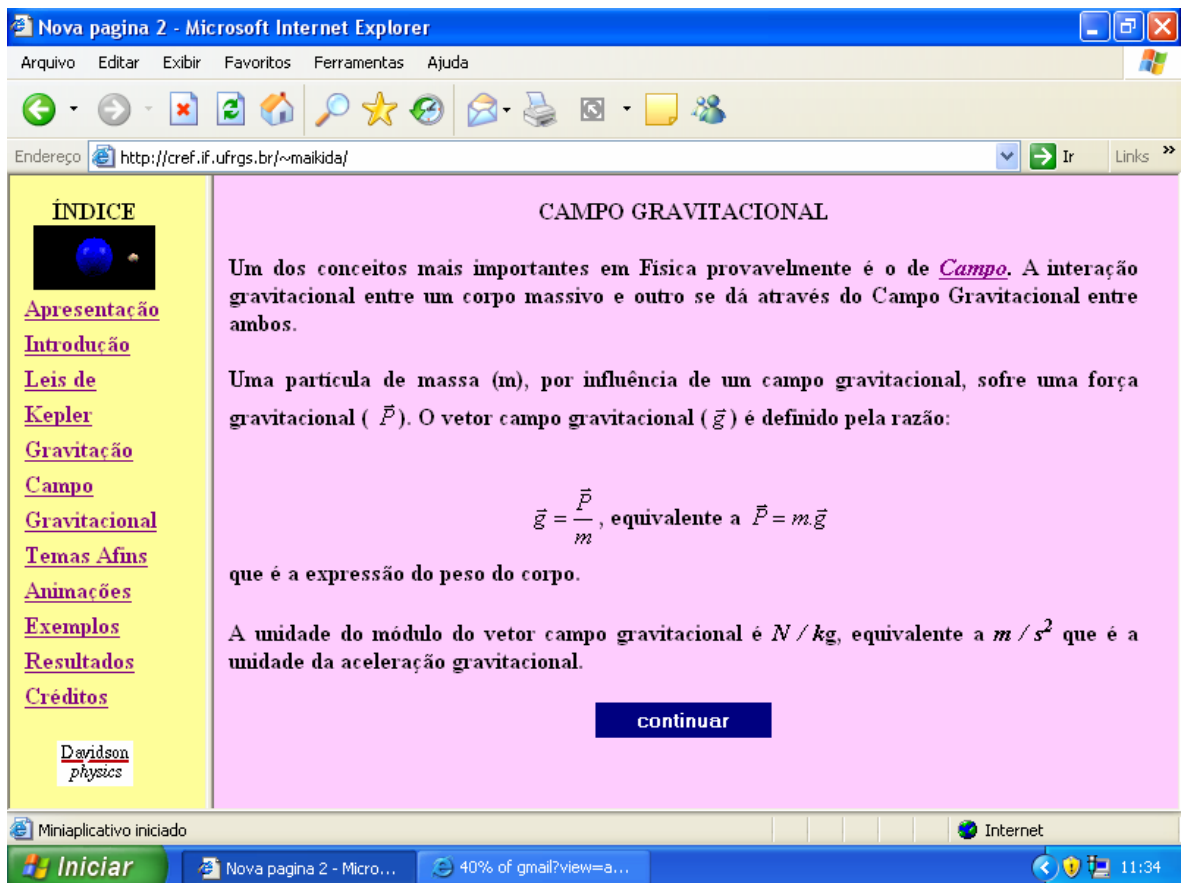 Nova pagina 2 - Microsoft Internet Explorer
Arquivo Editar Exibir Favoritos Ferramentas Ajuda
Endereço http://cref.if.ufrgs.br/~maikida/ Ir Links »
ÍNDICE
Apresentação
Introdução
Leis de
Kepler
Gravitação
Campo
Gravitacional
Temas Afins
Animações
Exemplos
Resultados
Créditos
Davidson
physics
CAMPO GRAVITACIONAL
Um dos conceitos mais importantes em Física provavelmente é o de Campo. A interação
gravitacional entre um corpo massivo e outro se dá através do Campo Gravitacional entre
ambos.
Uma partícula de massa (m), por influência de um campo gravitacional, sofre uma força
gravitacional ( P⃗ ). O vetor campo gravitacional ( g⃗ ) é definido pela razão:
g⃗ = P⃗/m , equivalente a P⃗ = m.g⃗
que é a expressão do peso do corpo.
A unidade do módulo do vetor campo gravitacional é N / kg, equivalente a m / s² que é a
unidade da aceleração gravitacional.
continuar
Miniaplicativo iniciado Internet
Iniciar Nova pagina 2 - Micro... 40% of gmail?view=a... 11:34